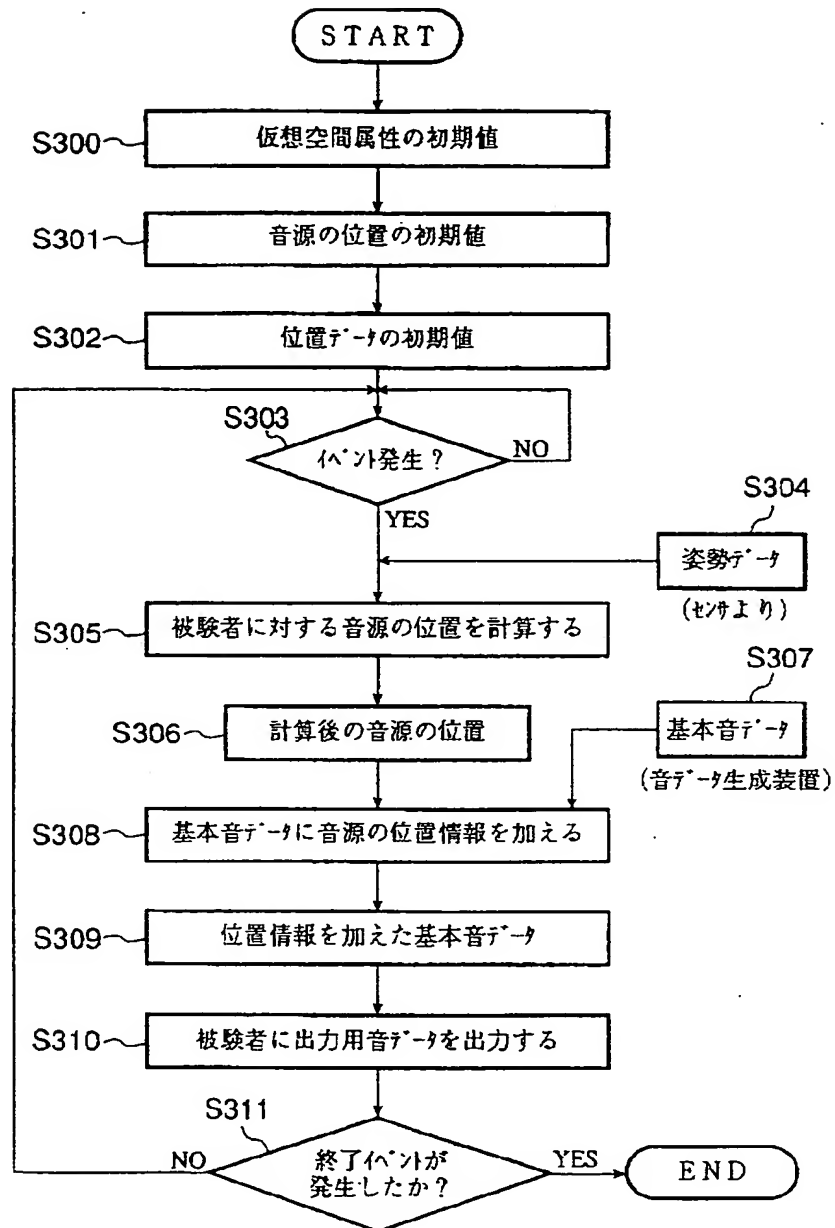 START
S300
仮想空間属性の初期値
S301
音源の位置の初期値
S302
位置データの初期値
S303
イベント発生?
NO
YES
S304
姿勢データ
(センサより)
S305
被験者に対する音源の位置を計算する
S306
計算後の音源の位置
S307
基本音データ
(音データ生成装置)
S308
基本音データに音源の位置情報を加える
S309
位置情報を加えた基本音データ
S310
被験者に出力用音データを出力する
S311
終了イベントが
発生したか?
NO
YES
END